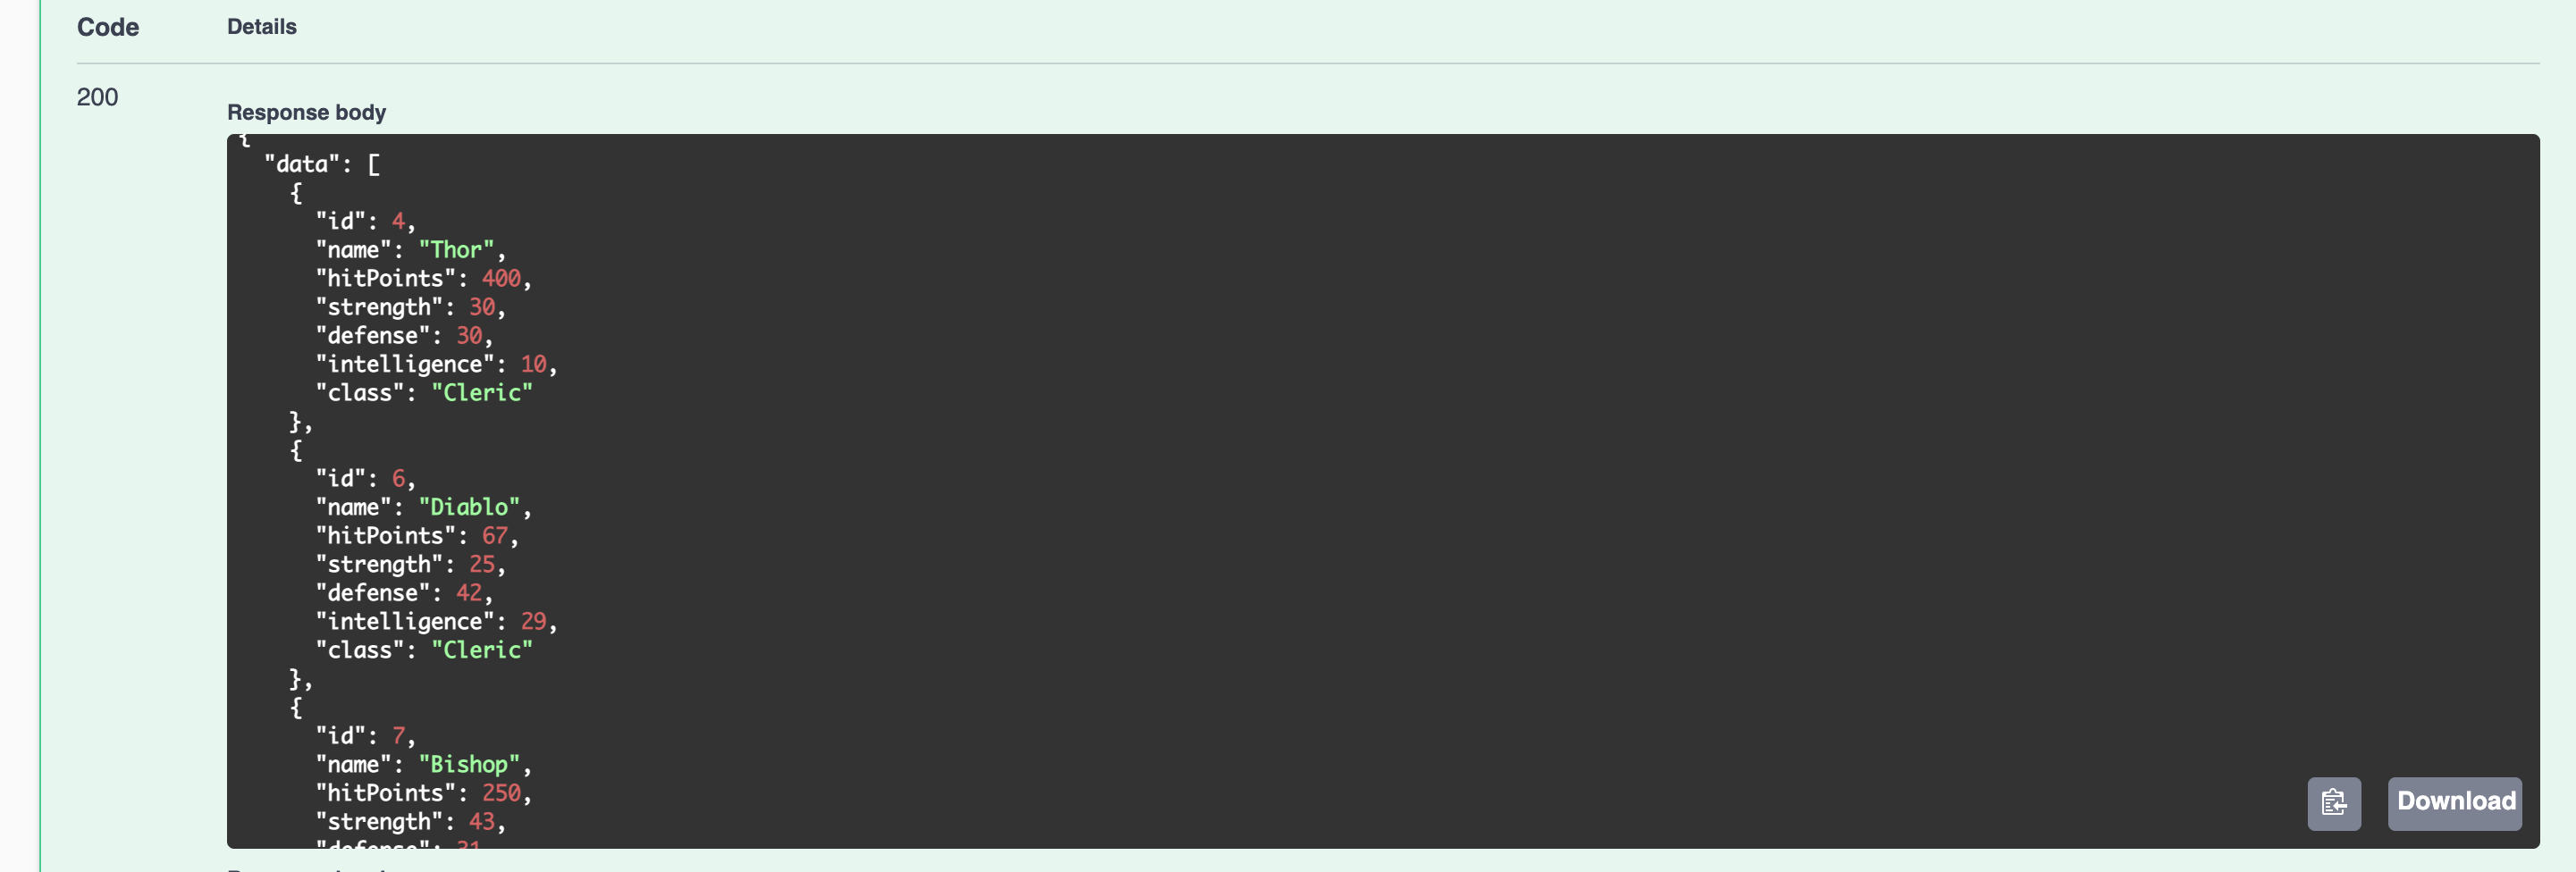 Code Details
200
Response body
{
"data": [
{
"id": 4,
"name": "Thor",
"hitPoints": 400,
"strength": 30,
"defense": 30,
"intelligence": 10,
"class": "Cleric"
},
{
"id": 6,
"name": "Diablo",
"hitPoints": 67,
"strength": 25,
"defense": 42,
"intelligence": 29,
"class": "Cleric"
},
{
"id": 7,
"name": "Bishop",
"hitPoints": 250,
"strength": 43,
"defense": 31
Download